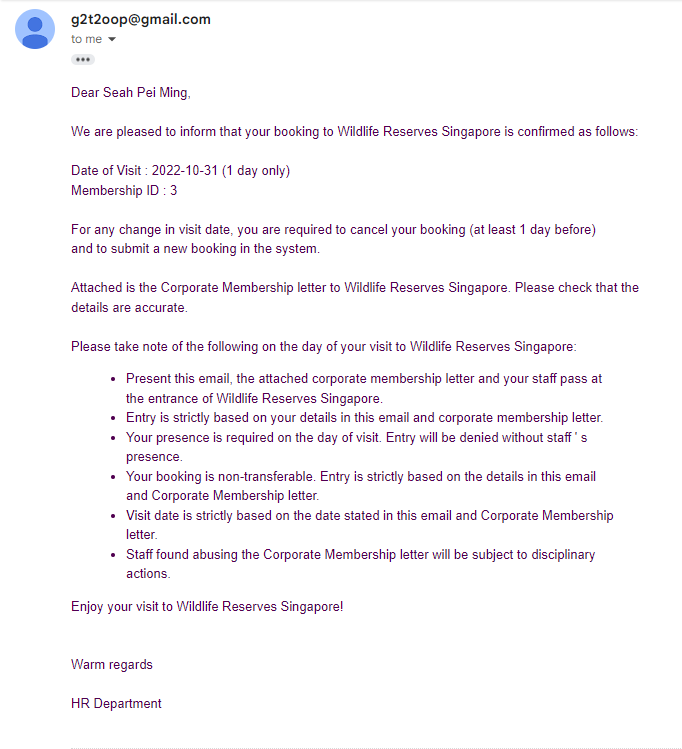 g2t2oop@gmail.com
to me
Dear Seah Pei Ming,
We are pleased to inform that your booking to Wildlife Reserves Singapore is confirmed as follows:
Date of Visit : 2022-10-31 (1 day only)
Membership ID : 3
For any change in visit date, you are required to cancel your booking (at least 1 day before)
and to submit a new booking in the system.
Attached is the Corporate Membership letter to Wildlife Reserves Singapore. Please check that the
details are accurate.
Please take note of the following on the day of your visit to Wildlife Reserves Singapore:
• Present this email, the attached corporate membership letter and your staff pass at
the entrance of Wildlife Reserves Singapore.
• Entry is strictly based on your details in this email and corporate membership letter.
• Your presence is required on the day of visit. Entry will be denied without staff ' s
presence.
• Your booking is non-transferable. Entry is strictly based on the details in this email
and Corporate Membership letter.
• Visit date is strictly based on the date stated in this email and Corporate Membership
letter.
• Staff found abusing the Corporate Membership letter will be subject to disciplinary
actions.
Enjoy your visit to Wildlife Reserves Singapore!
Warm regards
HR Department